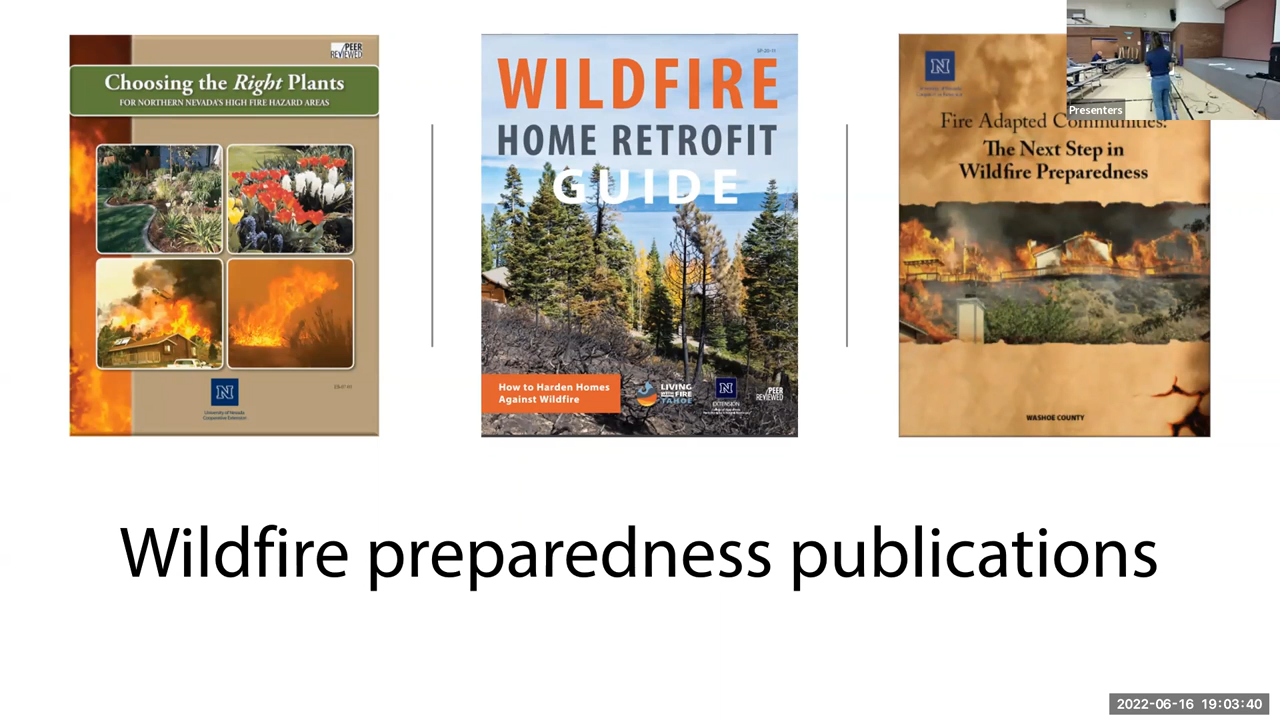 PEER
REVIEWED
Choosing the Right Plants
FOR NORTHERN NEVADA'S HIGH FIRE HAZARD AREAS
N
University of Nevada
Cooperative Extension
WILDFIRE
HOME RETROFIT
GUIDE
How to Harden Homes
Against Wildfire
LIVING
WITH FIRE
TAHOE
N
EXTENSION
PEER
REVIEWED
N
Presenters
Fire Adapted Communities:
The Next Step in
Wildfire Preparedness
WASHOE COUNTY
Wildfire preparedness publications
2022-06-16 19:03:40